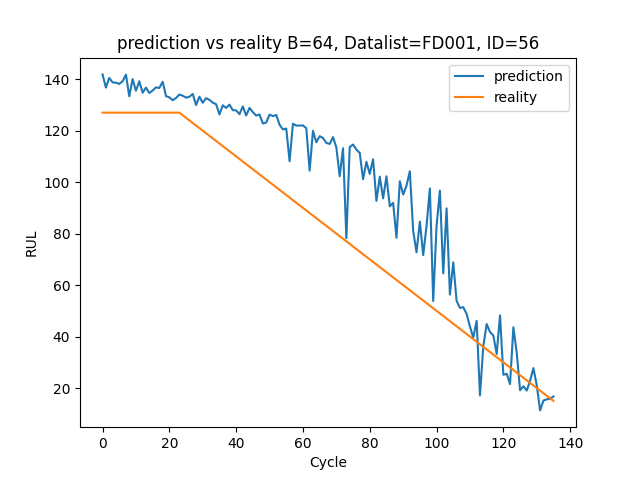 prediction vs reality B=64, Datalist=FD001, ID=56
prediction
reality
RUL
140
120
100
80
60
40
20
0 20 40 60 80 100 120 140
Cycle